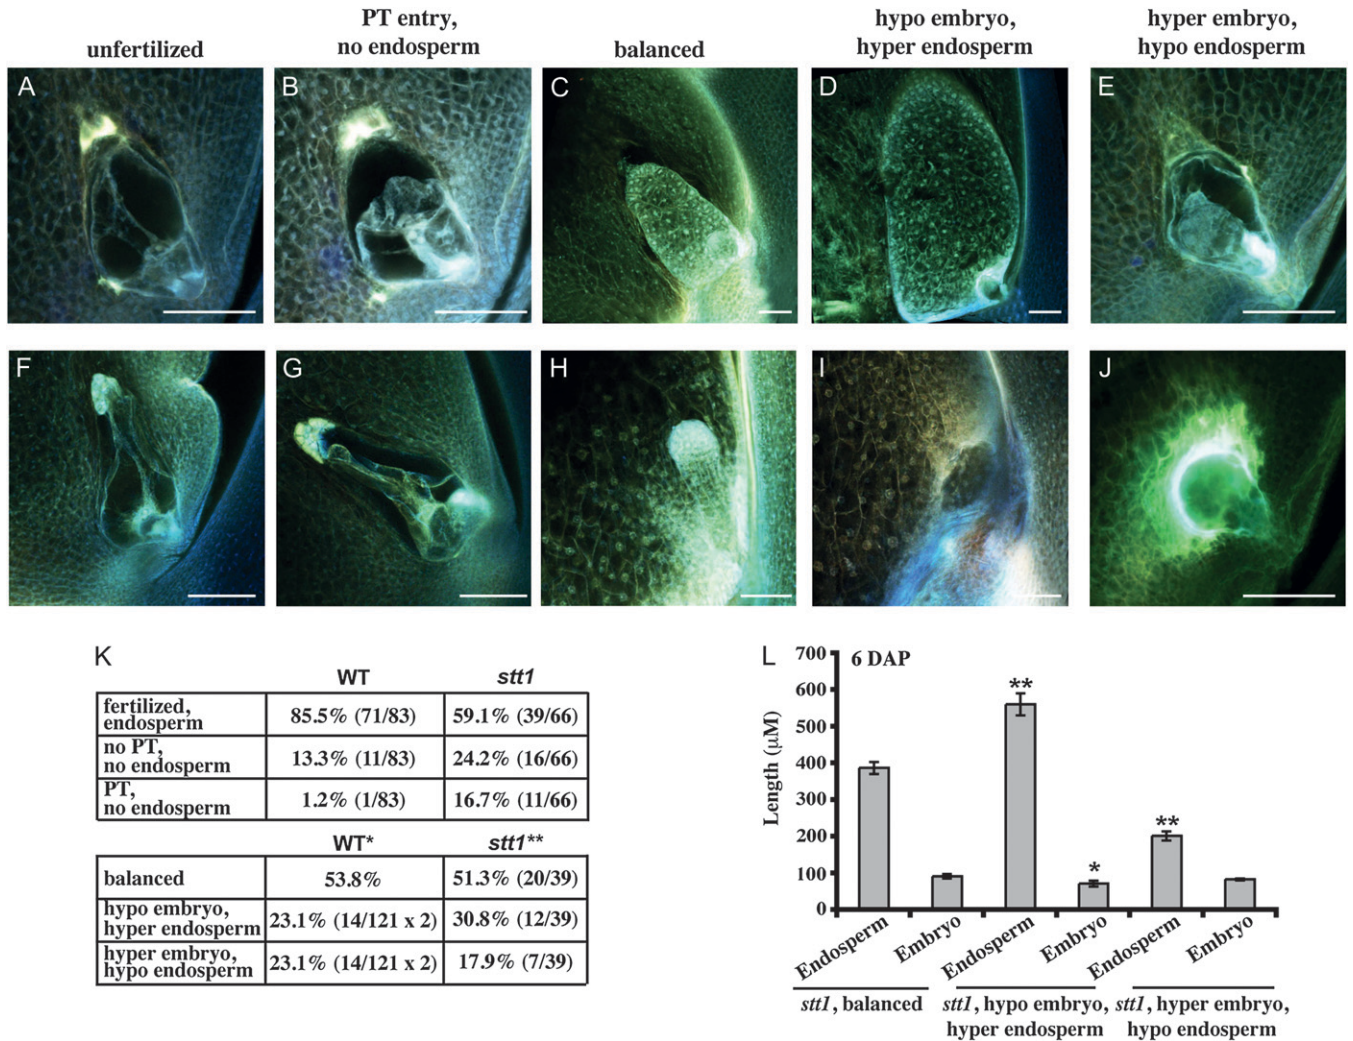 unfertilized
PT entry,
no endosperm
balanced
hypo embryo,
hyper endosperm
hyper embryo,
hypo endosperm
A
B
C
D
E
F
G
H
I
J
K
WT
stt1
fertilized,
endosperm
85.5% (71/83)
59.1% (39/66)
no PT,
no endosperm
13.3% (11/83)
24.2% (16/66)
PT,
no endosperm
1.2% (1/83)
16.7% (11/66)
WT*
stt1**
balanced
53.8%
51.3% (20/39)
hypo embryo,
hyper endosperm
23.1% (14/121 x 2)
30.8% (12/39)
hyper embryo,
hypo endosperm
23.1% (14/121 x 2)
17.9% (7/39)
L
6 DAP
Length (μM)
700
600
500
400
300
200
100
0
**
*
**
Endosperm
Embryo
Endosperm
Embryo
Endosperm
Embryo
stt1, balanced
stt1, hypo embryo,
hyper endosperm
stt1, hyper embryo,
hypo endosperm